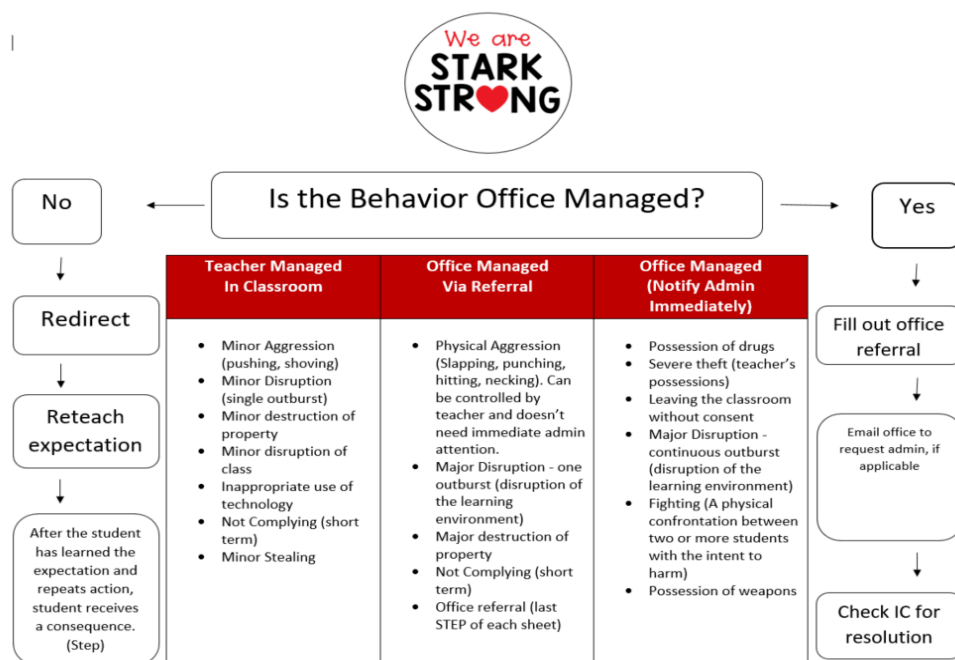 We are
STARK
STRONG
Is the Behavior Office Managed?
No
Redirect
Reteach
expectation
After the student
has learned the
expectation and
repeats action,
student receives
a consequence.
(Step)
Teacher Managed
In Classroom
• Minor Aggression
(pushing, shoving)
• Minor Disruption
(single outburst)
• Minor destruction of
property
• Minor disruption of
class
• Inappropriate use of
technology
• Not Complying (short
term)
• Minor Stealing
Office Managed
Via Referral
• Physical Aggression
(Slapping, punching,
hitting, necking). Can
be controlled by
teacher and doesn’t
need immediate admin
attention.
• Major Disruption - one
outburst (disruption of
the learning
environment)
• Major destruction of
property
• Not Complying (short
term)
• Office referral (last
STEP of each sheet)
Office Managed
(Notify Admin
Immediately)
• Possession of drugs
• Severe theft (teacher’s
possessions)
• Leaving the classroom
without consent
• Major Disruption -
continuous outburst
(disruption of the
learning environment)
• Fighting (A physical
confrontation between
two or more students
with the intent to
harm)
• Possession of weapons
Yes
Fill out office
referral
Email office to
request admin, if
applicable
Check IC for
resolution